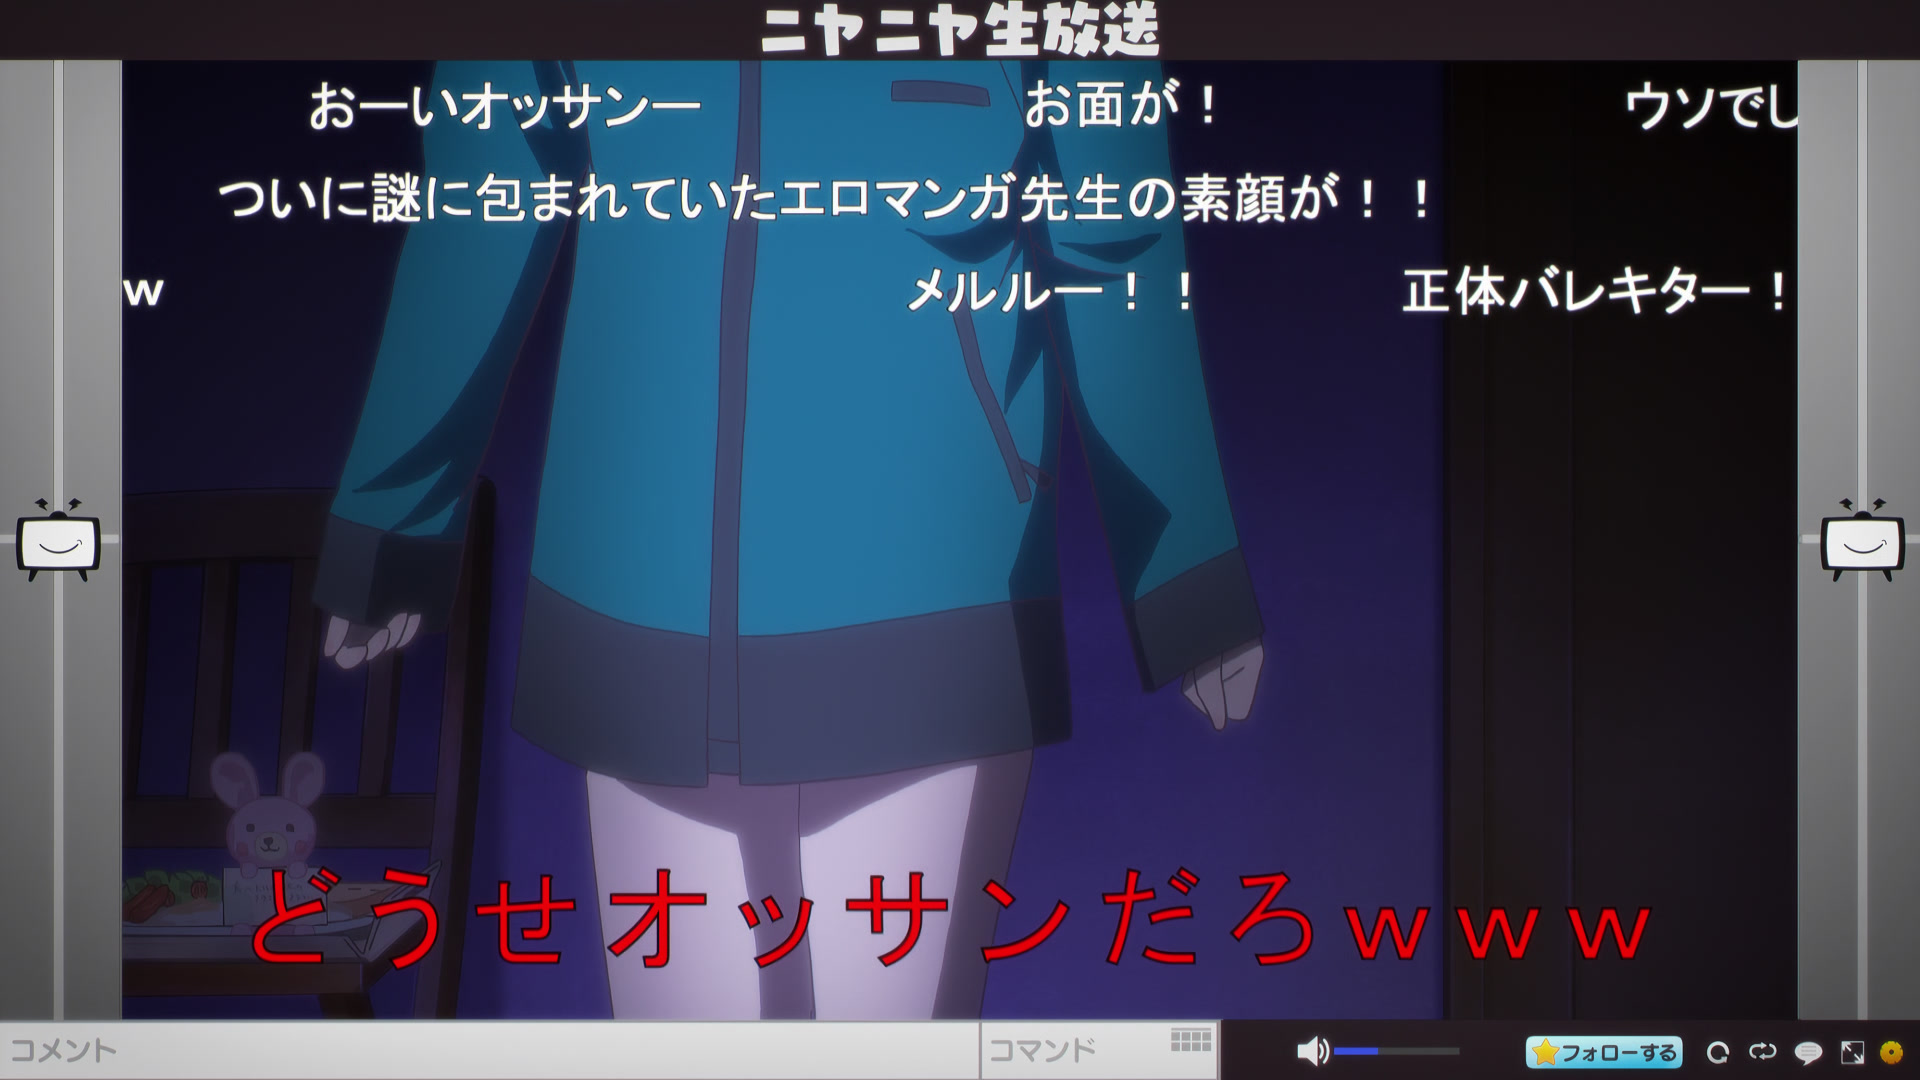 ニヤニヤ生放送
おーいオッサンー
お面が！
ウソでし
ついに謎に包まれていたエロマンガ先生の素顔が！！
w
メルルー！！
正体バレキター！
どうせオッサンだろｗｗｗ
コメント
コマンド
フォローする